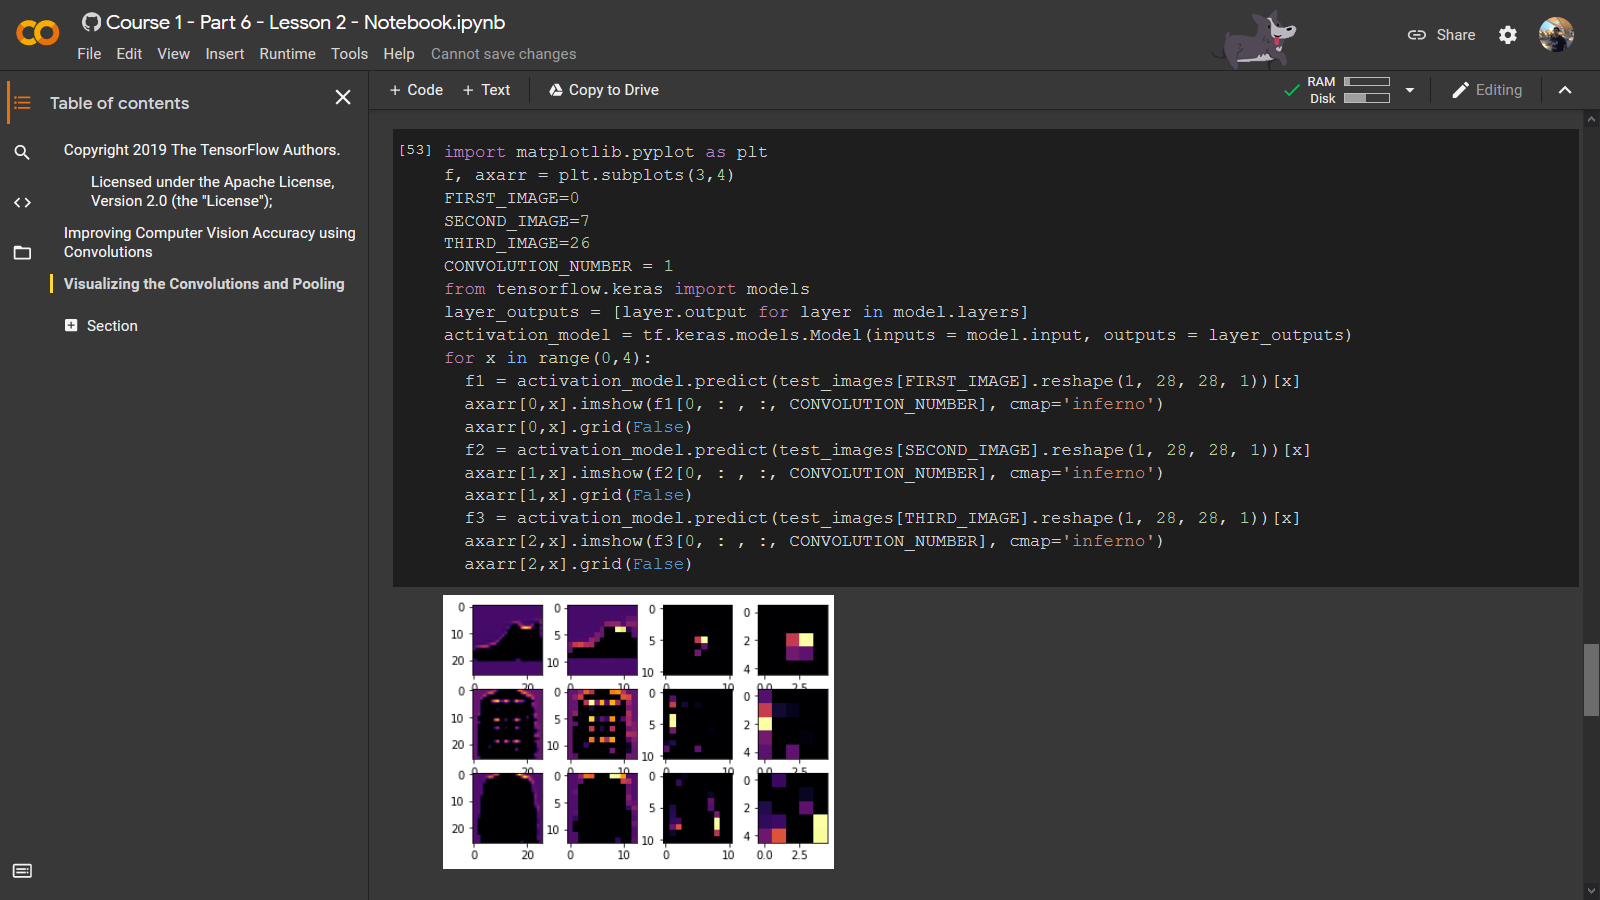 Course 1 - Part 6 - Lesson 2 - Notebook.ipynb
File Edit View Insert Runtime Tools Help Cannot save changes
Share
Table of contents
+ Code + Text Copy to Drive
RAM
Disk
Editing
Copyright 2019 The TensorFlow Authors.
Licensed under the Apache License,
Version 2.0 (the "License");
Improving Computer Vision Accuracy using
Convolutions
Visualizing the Convolutions and Pooling
Section
[53] import matplotlib.pyplot as plt
f, axarr = plt.subplots(3,4)
FIRST_IMAGE=0
SECOND_IMAGE=7
THIRD_IMAGE=26
CONVOLUTION_NUMBER = 1
from tensorflow.keras import models
layer_outputs = [layer.output for layer in model.layers]
activation_model = tf.keras.models.Model(inputs = model.input, outputs = layer_outputs)
for x in range(0,4):
f1 = activation_model.predict(test_images[FIRST_IMAGE].reshape(1, 28, 28, 1))[x]
axarr[0,x].imshow(f1[0, : , :, CONVOLUTION_NUMBER], cmap='inferno')
axarr[0,x].grid(False)
f2 = activation_model.predict(test_images[SECOND_IMAGE].reshape(1, 28, 28, 1))[x]
axarr[1,x].imshow(f2[0, : , :, CONVOLUTION_NUMBER], cmap='inferno')
axarr[1,x].grid(False)
f3 = activation_model.predict(test_images[THIRD_IMAGE].reshape(1, 28, 28, 1))[x]
axarr[2,x].imshow(f3[0, : , :, CONVOLUTION_NUMBER], cmap='inferno')
axarr[2,x].grid(False)
0 0 0 0
10 5 5 2
20 10 10 4
0 20 0 10 0 10 0.0 2.5
0 0 0 0
10 5 5 2
20 10 10 4
0 20 0 10 0 10 0.0 2.5
0 0 0 0
10 5 5 2
20 10 10 4
0 20 0 10 0 10 0.0 2.5